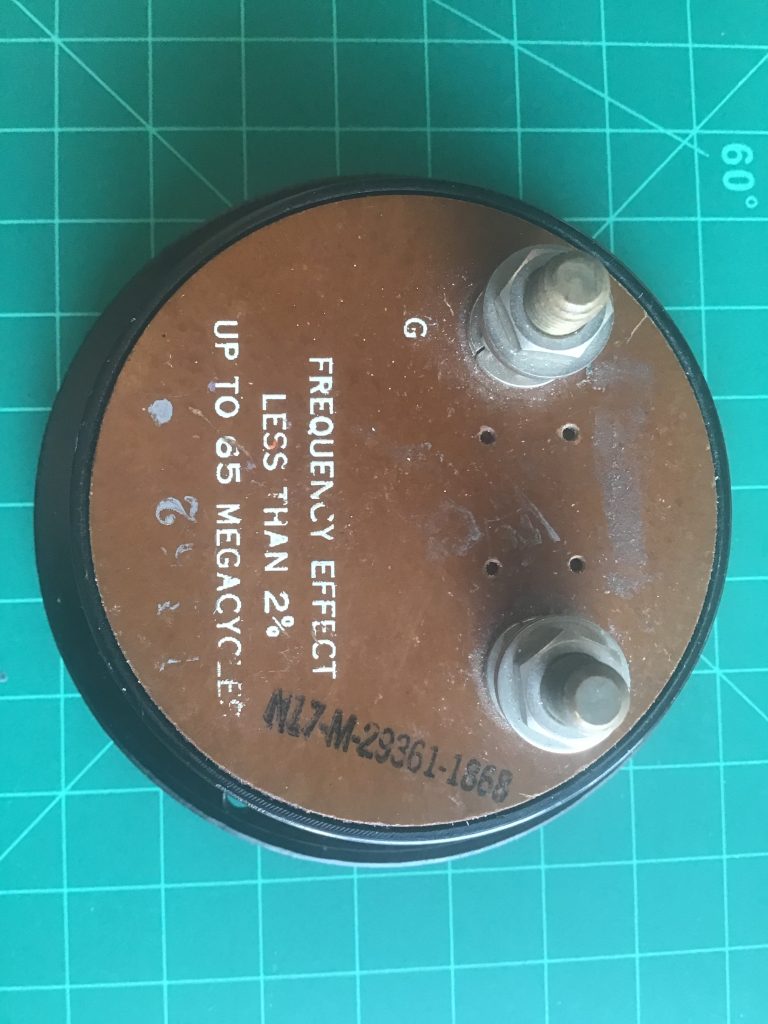 G
FREQUENCY EFFECT
LESS THAN 2%
UP TO 65 MEGACYCLES
N17-M-29361-1868
60°